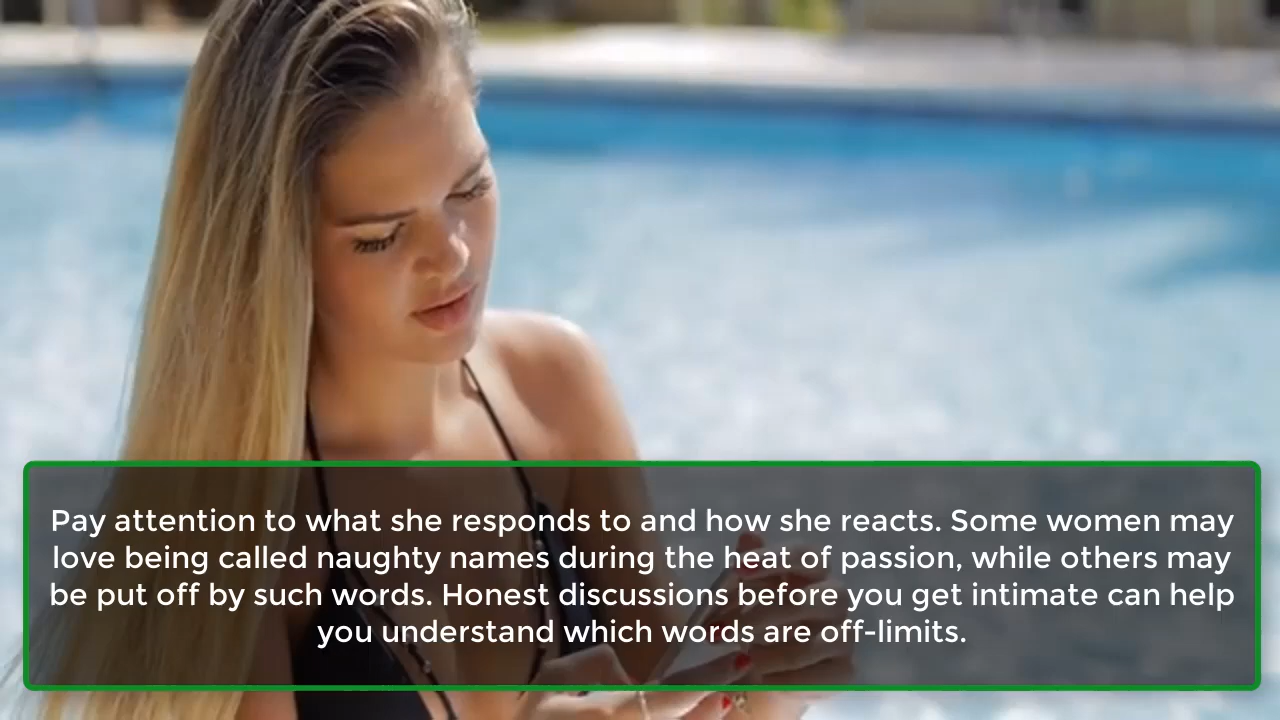 Pay attention to what she responds to and how she reacts. Some women may
love being called naughty names during the heat of passion, while others may
be put off by such words. Honest discussions before you get intimate can help
you understand which words are off-limits.